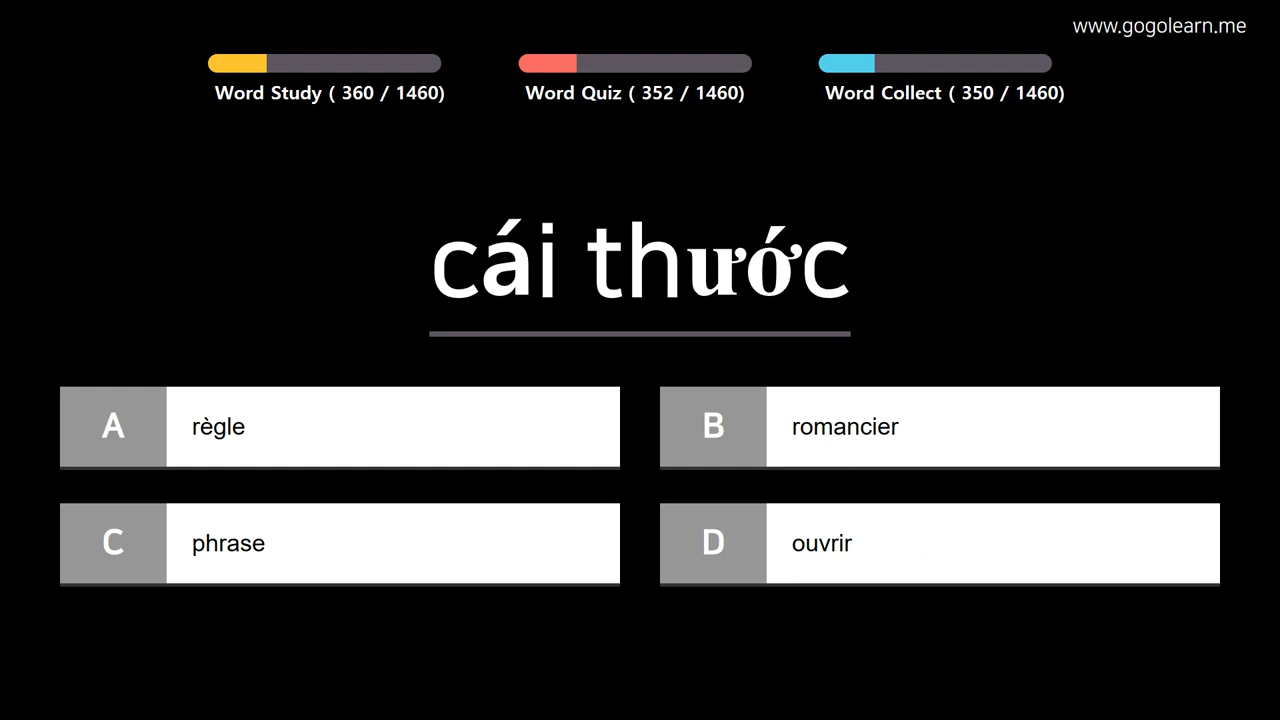 www.gogolearn.me
Word Study ( 360 / 1460)
Word Quiz ( 352 / 1460)
Word Collect ( 350 / 1460)
cái thước
A
règle
B
romancier
C
phrase
D
ouvrir